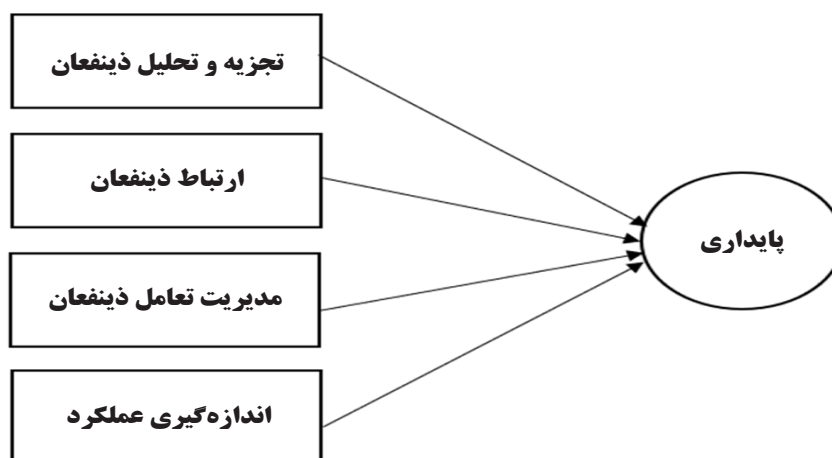 تجزیه و تحلیل ذینفعان
ارتباط ذینفعان
پایداری
مدیریت تعامل ذینفعان
اندازه‌گیری عملکرد